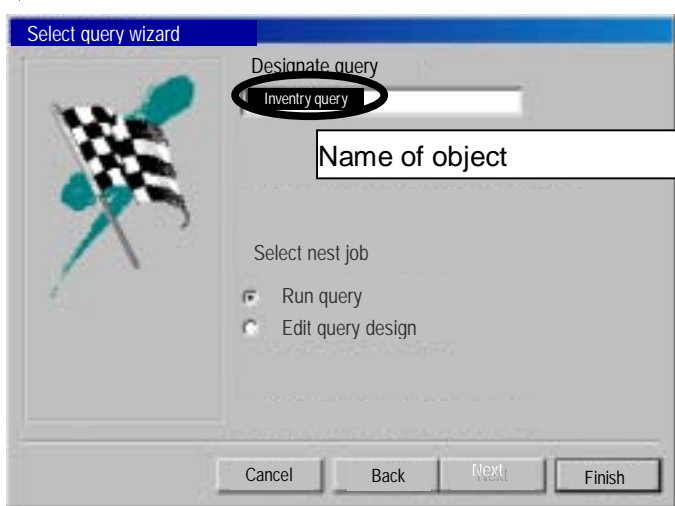 Select query wizard
Designate query
Inventry query
Name of object
Select nest job
Run query
Edit query design
Cancel Back Next Finish